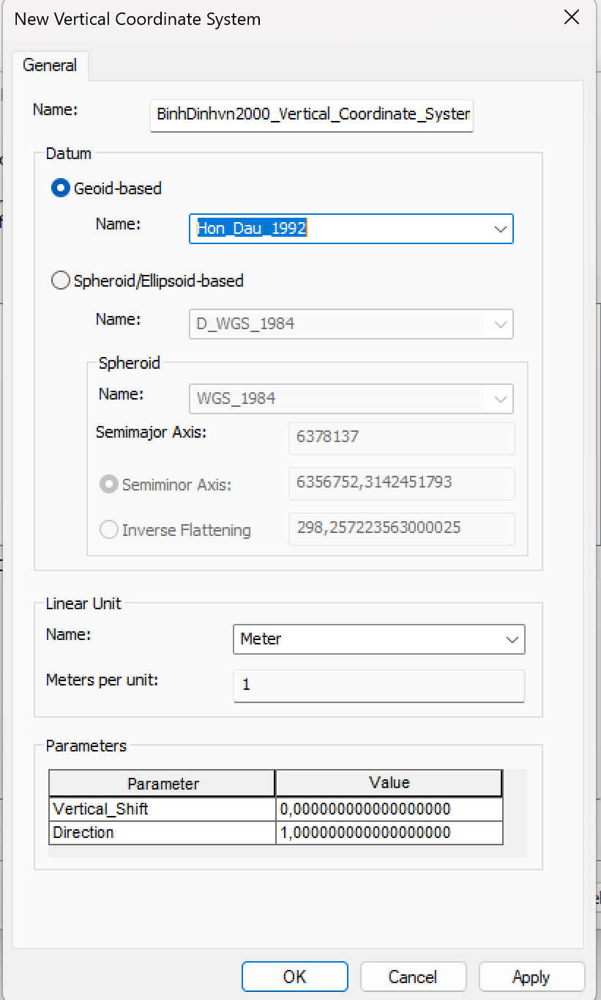 New Vertical Coordinate System
General
Name:
BinhDinhvn2000_Vertical_Coordinate_System
Datum
Geoid-based
Name:
Hon_Dau_1992
Spheroid/Ellipsoid-based
Name:
D_WGS_1984
Spheroid
Name:
WGS_1984
Semimajor Axis:
6378137
Semiminor Axis:
6356752,3142451793
Inverse Flattening
298,257223563000025
Linear Unit
Name:
Meter
Meters per unit:
1
Parameters
Parameter Value
Vertical_Shift 0,000000000000000000
Direction 1,000000000000000000
OK Cancel Apply